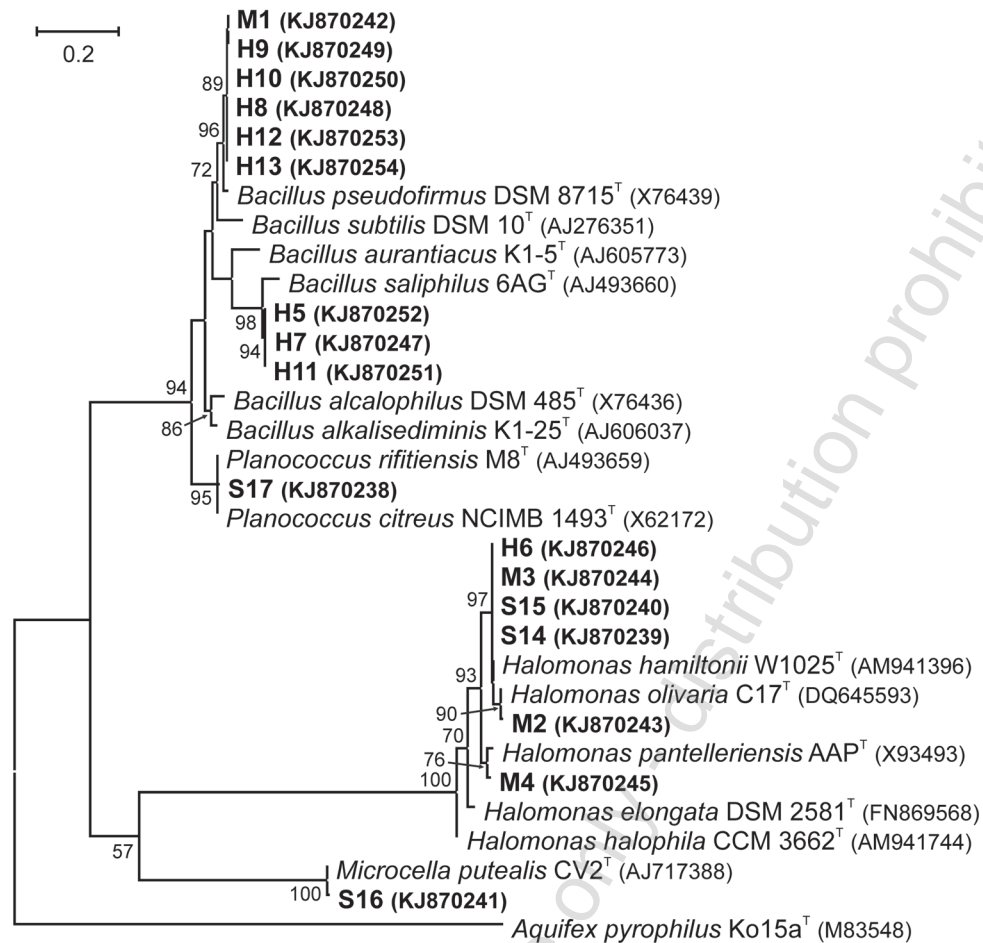 M1 (KJ870242)
0.2
H9 (KJ870249)
89
H10 (KJ870250)
H8 (KJ870248)
96
H12 (KJ870253)
72
H13 (KJ870254)
Bacillus pseudofirmus DSM 8715ᵀ (X76439)
Bacillus subtilis DSM 10ᵀ (AJ276351)
Bacillus aurantiacus K1-5ᵀ (AJ605773)
Bacillus saliphilus 6AGᵀ (AJ493660)
98
H5 (KJ870252)
94
H7 (KJ870247)
H11 (KJ870251)
94
Bacillus alcalophilus DSM 485ᵀ (X76436)
86
Bacillus alkalisediminis K1-25ᵀ (AJ606037)
Planococcus rifitiensis M8ᵀ (AJ493659)
95
S17 (KJ870238)
Planococcus citreus NCIMB 1493ᵀ (X62172)
H6 (KJ870246)
M3 (KJ870244)
97
S15 (KJ870240)
S14 (KJ870239)
Halomonas hamiltonii W1025ᵀ (AM941396)
93
Halomonas olivaria C17ᵀ (DQ645593)
90
M2 (KJ870243)
70
Halomonas pantelleriensis AAPᵀ (X93493)
76
100
M4 (KJ870245)
Halomonas elongata DSM 2581ᵀ (FN869568)
Halomonas halophila CCM 3662ᵀ (AM941744)
57
Microcella putealis CV2ᵀ (AJ717388)
100
S16 (KJ870241)
Aquifex pyrophilus Ko15aᵀ (M83548)
only - distribution